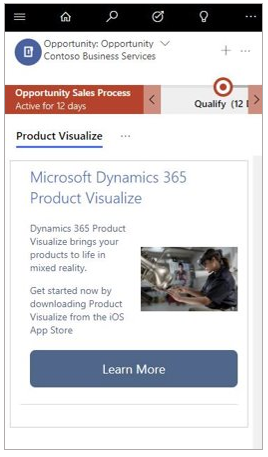 Opportunity: Opportunity
Contoso Business Services
Opportunity Sales Process
Active for 12 days
Qualify (12
Product Visualize
Microsoft Dynamics 365
Product Visualize
Dynamics 365 Product
Visualize brings your
products to life in
mixed reality.
Get started now by
downloading Product
Visualize from the iOS
App Store
Learn More